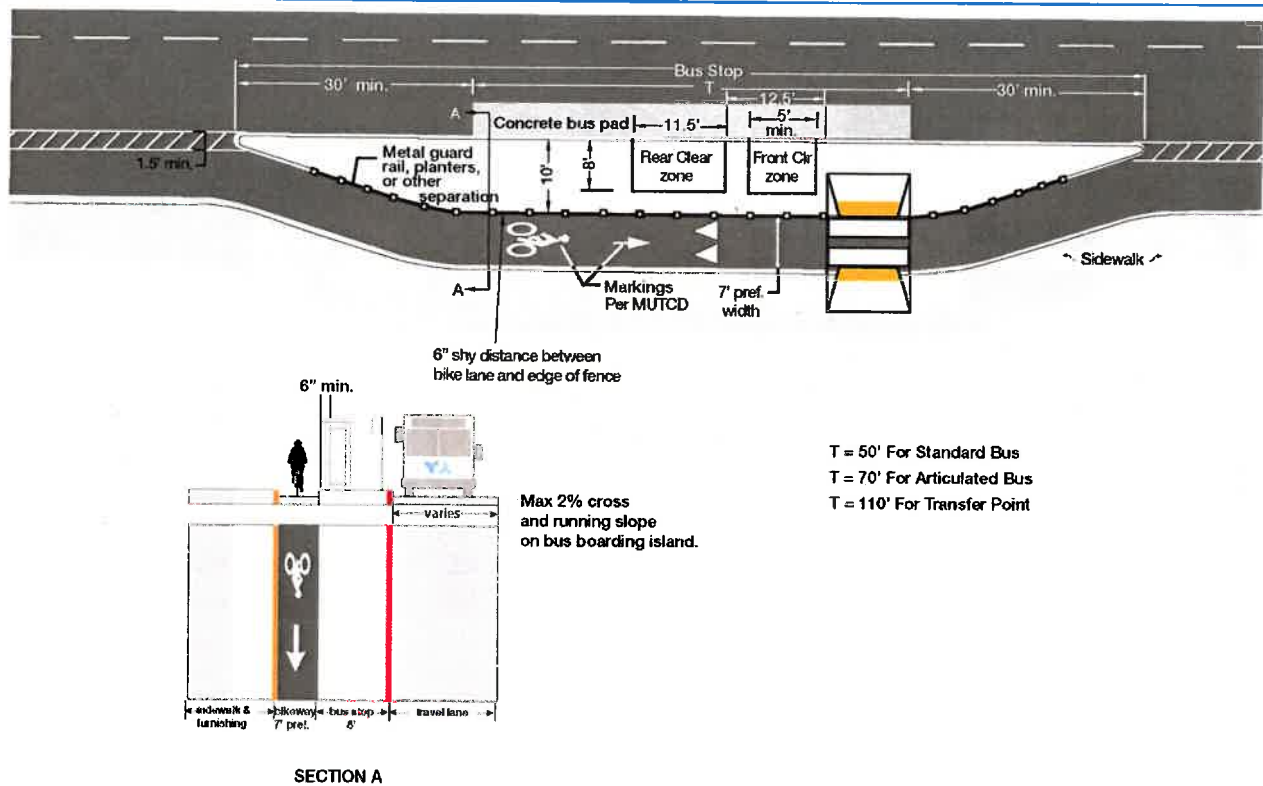 Bus Stop
30' min.
T
30' min.
12.5'
A
Concrete bus pad
11.5'
5'
min.
1.5' min.
Metal guard
rail, planters,
or other
separation
10'
8'
Rear Clear
zone
Front Clr
zone
Sidewalk
A
Markings
Per MUTCD
7' pref.
width
6" shy distance between
bike lane and edge of fence
6" min.
T = 50' For Standard Bus
T = 70' For Articulated Bus
T = 110' For Transfer Point
varies
Max 2% cross
and running slope
on bus boarding island.
sidewalk &
furnishing
bikeway
7' pref.
bus stop
8'
travel lane
SECTION A